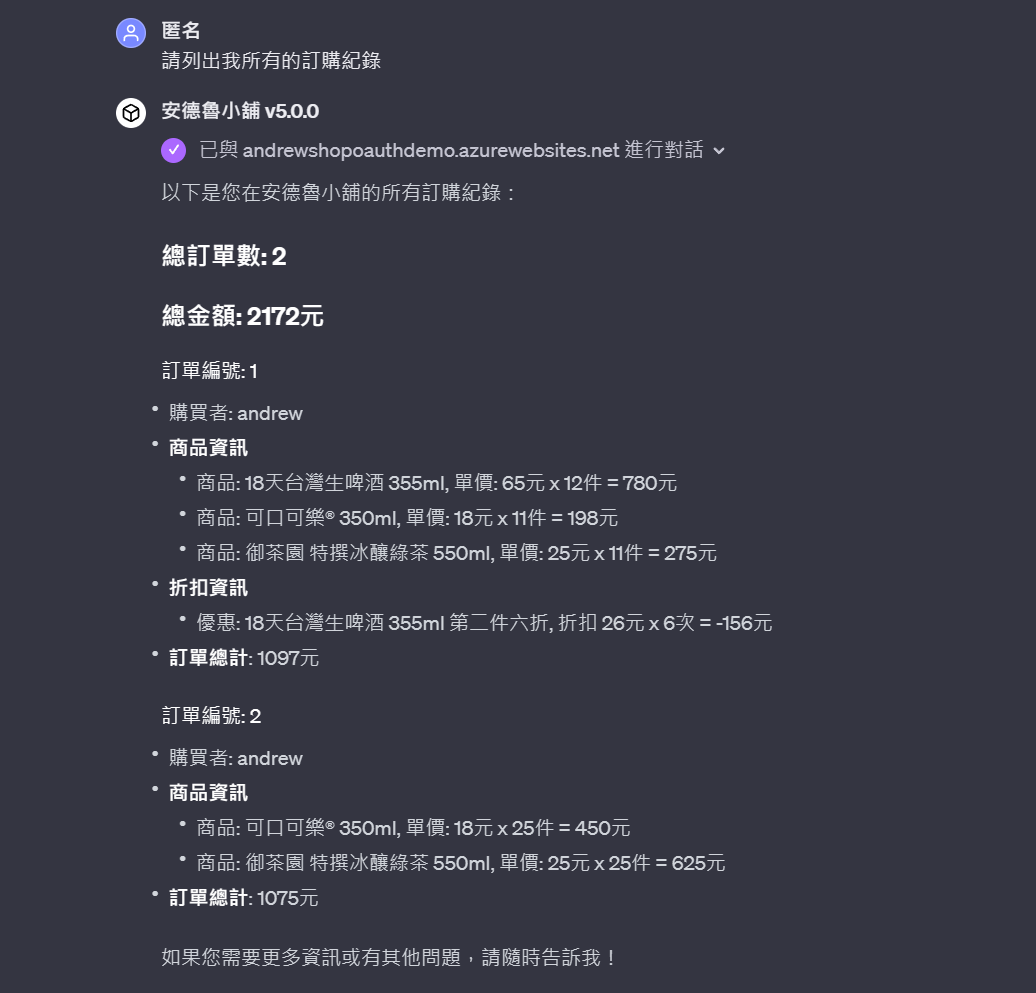 匿名
請列出我所有的訂購紀錄
安德魯小舖 v5.0.0
已與 andrewshopoauthdemo.azurewebsites.net 進行對話
以下是您在安德魯小舖的所有訂購紀錄：
總訂單數: 2
總金額: 2172元
訂單編號: 1
• 購買者: andrew
• 商品資訊
• 商品: 18天台灣生啤酒 355ml, 單價: 65元 x 12件 = 780元
• 商品: 可口可樂® 350ml, 單價: 18元 x 11件 = 198元
• 商品: 御茶園 特撰冰釀綠茶 550ml, 單價: 25元 x 11件 = 275元
• 折扣資訊
• 優惠: 18天台灣生啤酒 355ml 第二件六折, 折扣 26元 x 6次 = -156元
• 訂單總計: 1097元
訂單編號: 2
• 購買者: andrew
• 商品資訊
• 商品: 可口可樂® 350ml, 單價: 18元 x 25件 = 450元
• 商品: 御茶園 特撰冰釀綠茶 550ml, 單價: 25元 x 25件 = 625元
• 訂單總計: 1075元
如果您需要更多資訊或有其他問題，請隨時告訴我！